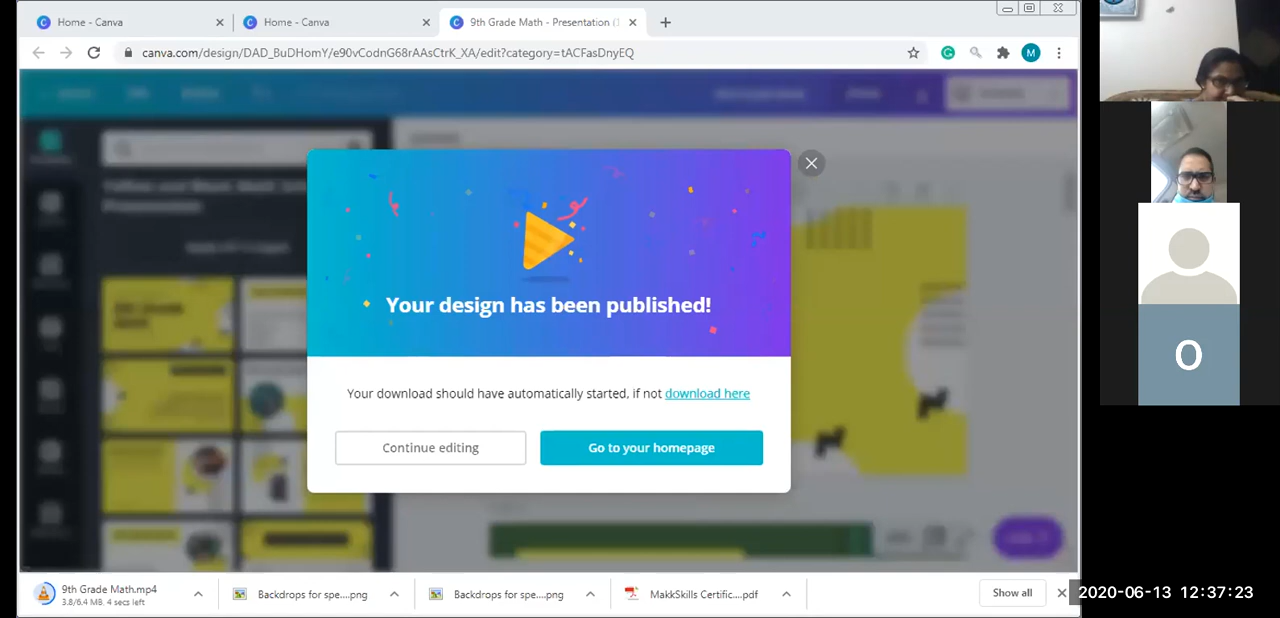 Home - Canva
Home - Canva
9th Grade Math - Presentation (1
canva.com/design/DAD_BuDHomY/e90vCodnG68rAAsCtrK_XA/edit?category=tACFasDnyEQ
M
Your design has been published!
Your download should have automatically started, if not download here
Continue editing
Go to your homepage
O
9th Grade Math.mp4
3.8/6.4 MB, 4 secs left
Backdrops for spe....png
Backdrops for spe....png
MakkSkills Certific....pdf
Show all
2020-06-13 12:37:23